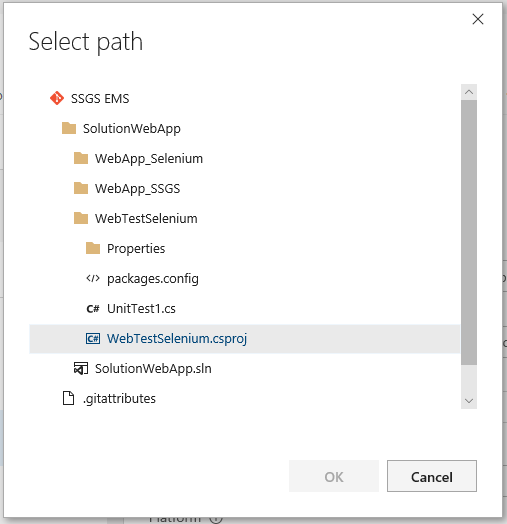 Select path
SSGS EMS
SolutionWebApp
WebApp_Selenium
WebApp_SSGS
WebTestSelenium
Properties
packages.config
C# UnitTest1.cs
C# WebTestSelenium.csproj
SolutionWebApp.sln
.gitattributes
OK Cancel
Platform